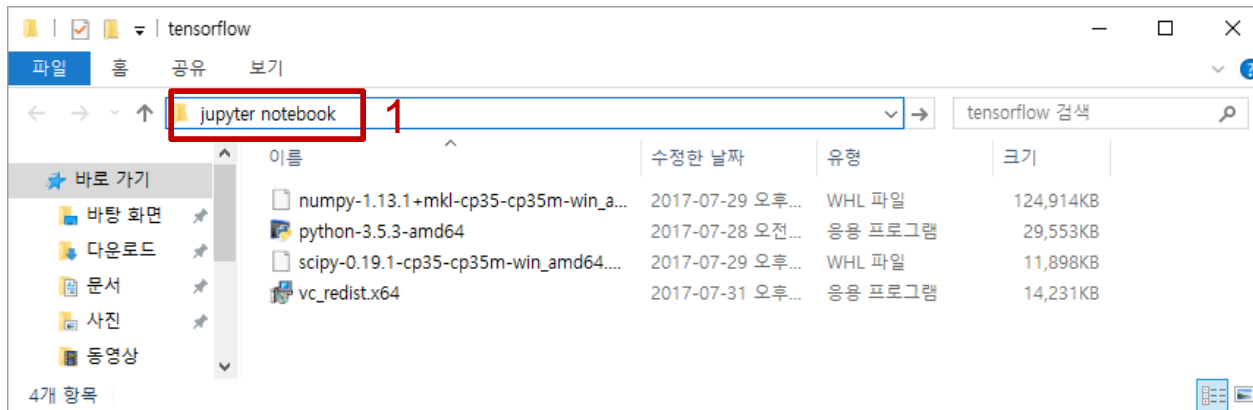 tensorflow
파일 홈 공유 보기
jupyter notebook 1 tensorflow 검색
이름 수정한 날짜 유형 크기
바로 가기
바탕 화면
다운로드
문서
사진
동영상
numpy-1.13.1+mkl-cp35-cp35m-win_a... 2017-07-29 오후... WHL 파일 124,914KB
python-3.5.3-amd64 2017-07-28 오전... 응용 프로그램 29,553KB
scipy-0.19.1-cp35-cp35m-win_amd64.... 2017-07-29 오후... WHL 파일 11,898KB
vc_redist.x64 2017-07-31 오후... 응용 프로그램 14,231KB
4개 항목